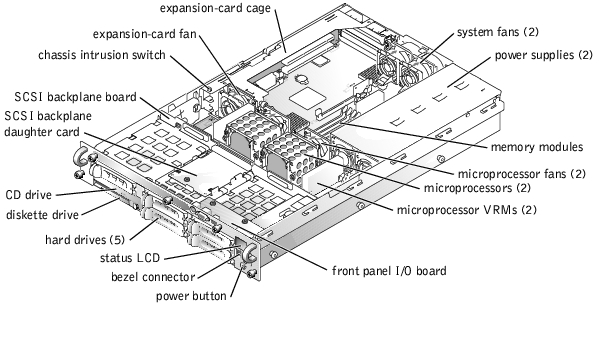 expansion-card cage
expansion-card fan
chassis intrusion switch
SCSI backplane board
SCSI backplane
daughter card
CD drive
diskette drive
hard drives (5)
status LCD
bezel connector
power button
system fans (2)
power supplies (2)
memory modules
microprocessor fans (2)
microprocessors (2)
microprocessor VRMs (2)
front panel I/O board